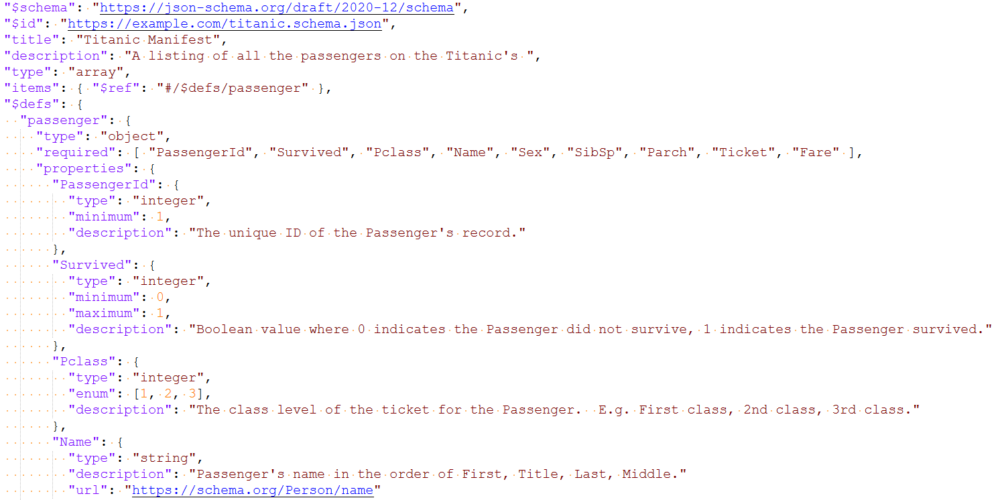 "$schema": "https://json-schema.org/draft/2020-12/schema",
"$id": "https://example.com/titanic.schema.json",
"title": "Titanic Manifest",
"description": "A listing of all the passengers on the Titanic's ",
"type": "array",
"items": { "$ref": "#/$defs/passenger" },
"$defs": {
  "passenger": {
    "type": "object",
    "required": [ "PassengerId", "Survived", "Pclass", "Name", "Sex", "SibSp", "Parch", "Ticket", "Fare" ],
    "properties": {
      "PassengerId": {
        "type": "integer",
        "minimum": 1,
        "description": "The unique ID of the Passenger's record."
      },
      "Survived": {
        "type": "integer",
        "minimum": 0,
        "maximum": 1,
        "description": "Boolean value where 0 indicates the Passenger did not survive, 1 indicates the Passenger survived."
      },
      "Pclass": {
        "type": "integer",
        "enum": [1, 2, 3],
        "description": "The class level of the ticket for the Passenger.  E.g. First class, 2nd class, 3rd class."
      },
      "Name": {
        "type": "string",
        "description": "Passenger's name in the order of First, Title, Last, Middle."
        "url": "https://schema.org/Person/name"